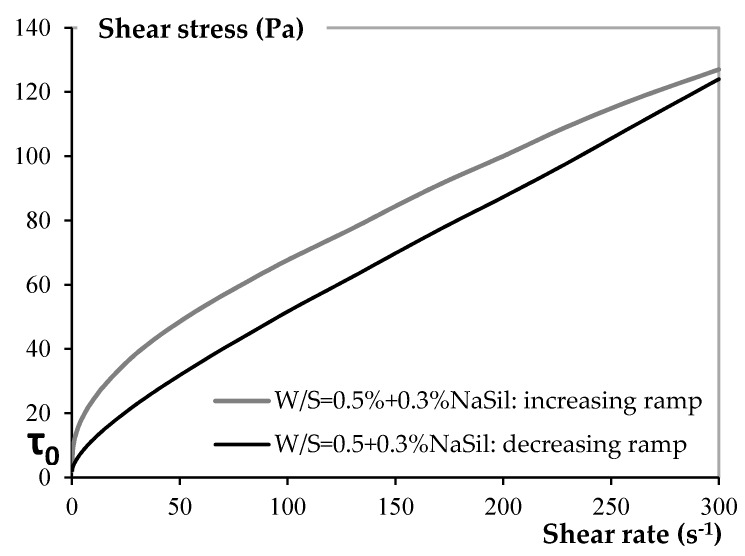 Shear stress (Pa)
140
120
100
80
60
40
20
τ0
0
W/S=0.5%+0.3%NaSil: increasing ramp
W/S=0.5+0.3%NaSil: decreasing ramp
0 50 100 150 200 250 300
Shear rate (s-1)